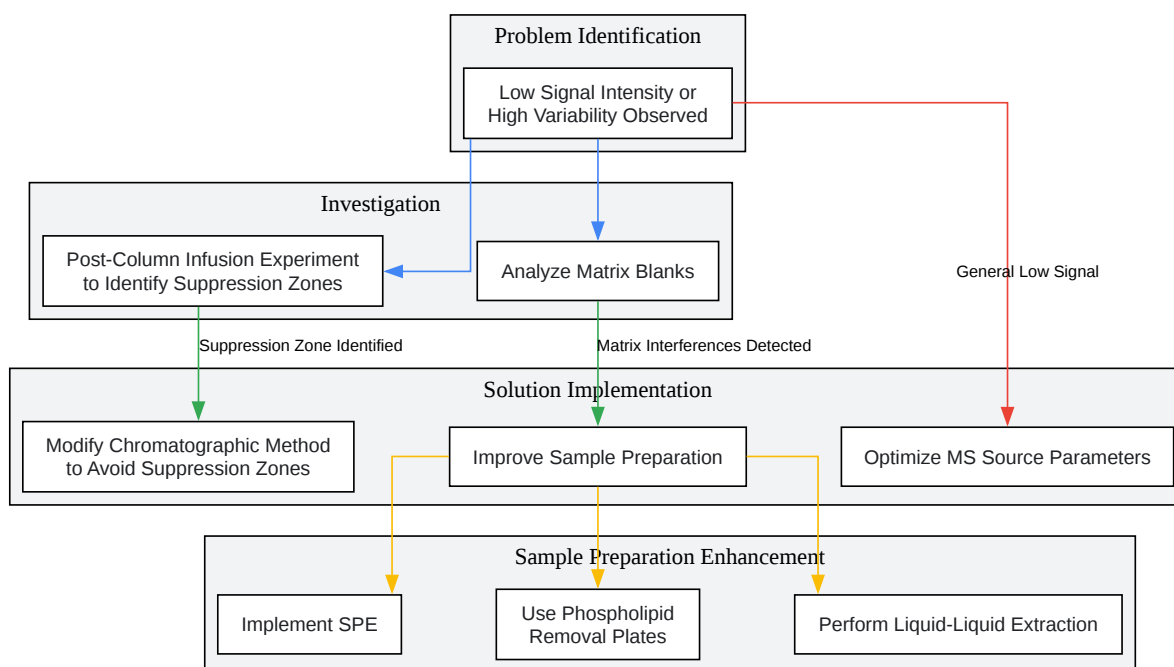 Problem Identification
Low Signal Intensity or
High Variability Observed
Investigation
Post-Column Infusion Experiment
to Identify Suppression Zones
Analyze Matrix Blanks
General Low Signal
Suppression Zone Identified
Matrix Interferences Detected
Solution Implementation
Modify Chromatographic Method
to Avoid Suppression Zones
Improve Sample Preparation
Optimize MS Source Parameters
Sample Preparation Enhancement
Implement SPE
Use Phospholipid
Removal Plates
Perform Liquid-Liquid Extraction